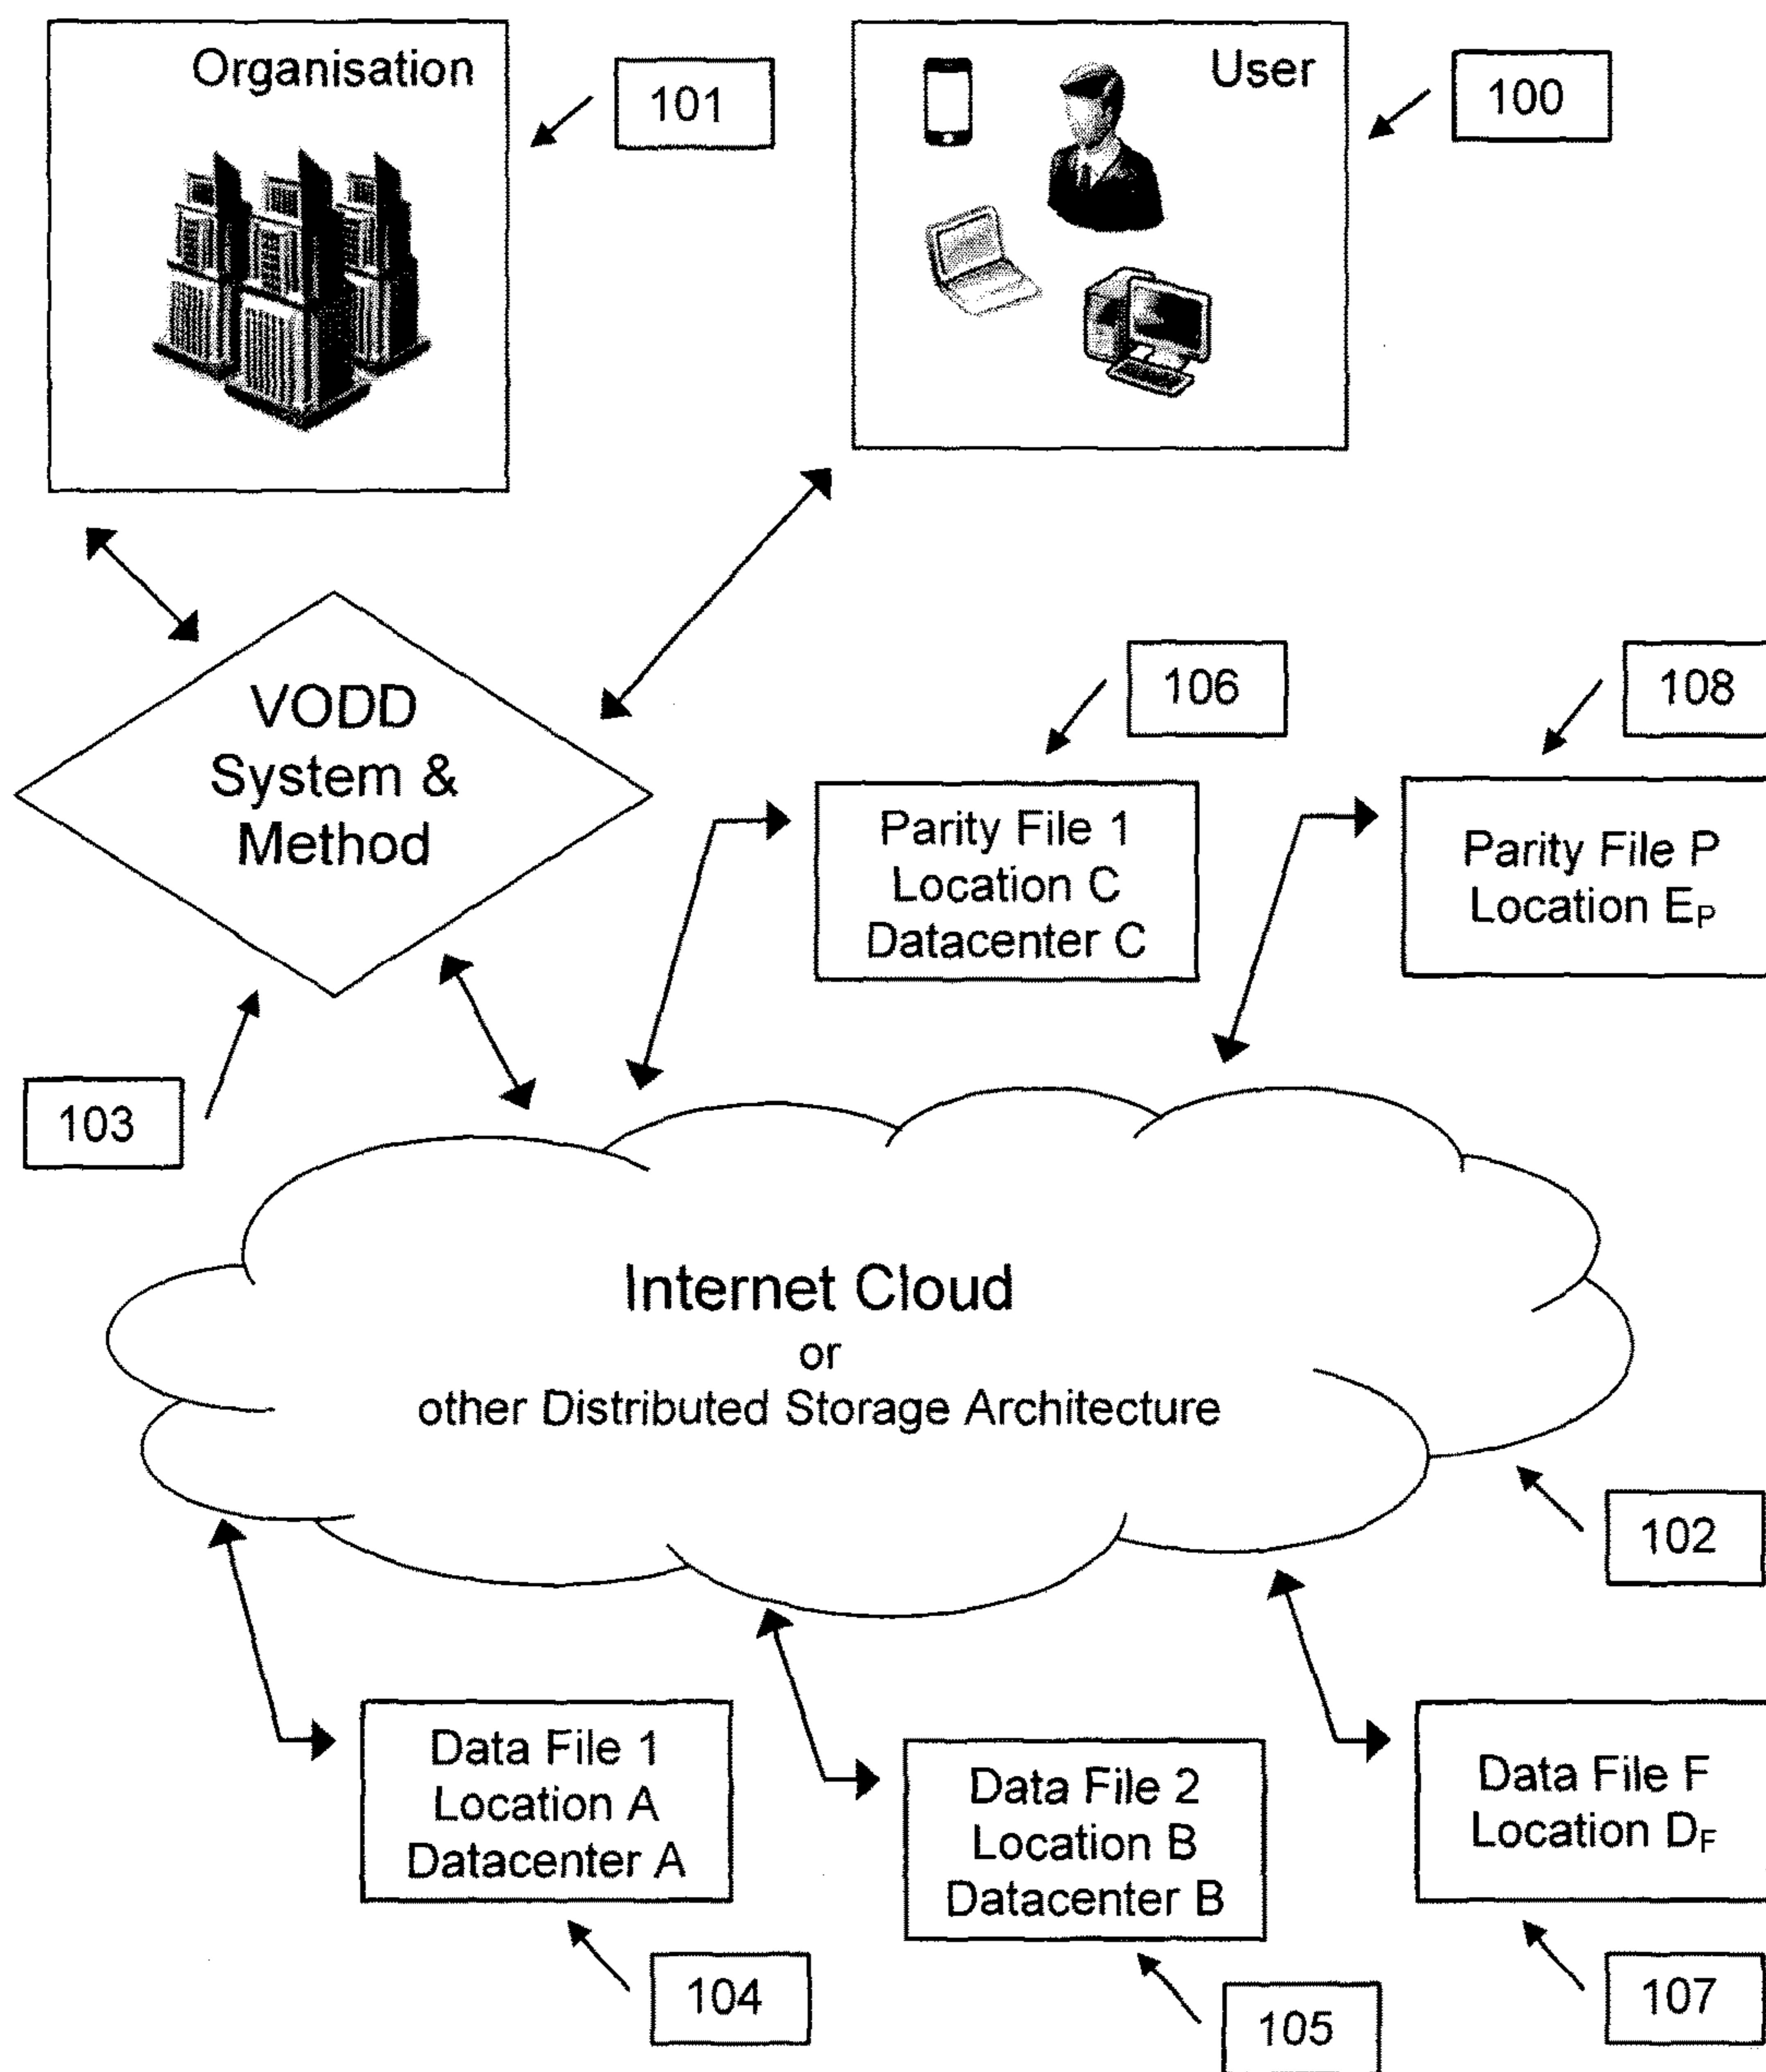 Organisation
101
User
100
VODD
System &
Method
103
106
Parity File 1
Location C
Datacenter C
108
Parity File P
Location EP
Internet Cloud
or
other Distributed Storage Architecture
102
Data File 1
Location A
Datacenter A
104
Data File 2
Location B
Datacenter B
105
Data File F
Location DF
107